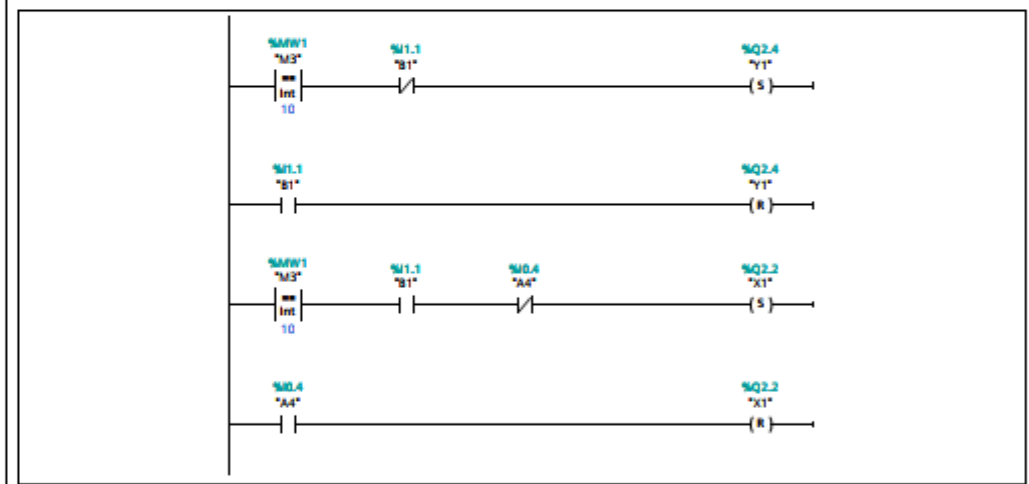 %MW1 %I1.1 %Q2.4
"M3" "B1" "Y1"
== ( S )
Int
10
%I1.1 %Q2.4
"B1" "Y1"
( R )
%MW1 %I1.1 %I0.4 %Q2.2
"M3" "B1" "A4" "X1"
== ( S )
Int
10
%I0.4 %Q2.2
"A4" "X1"
( R )